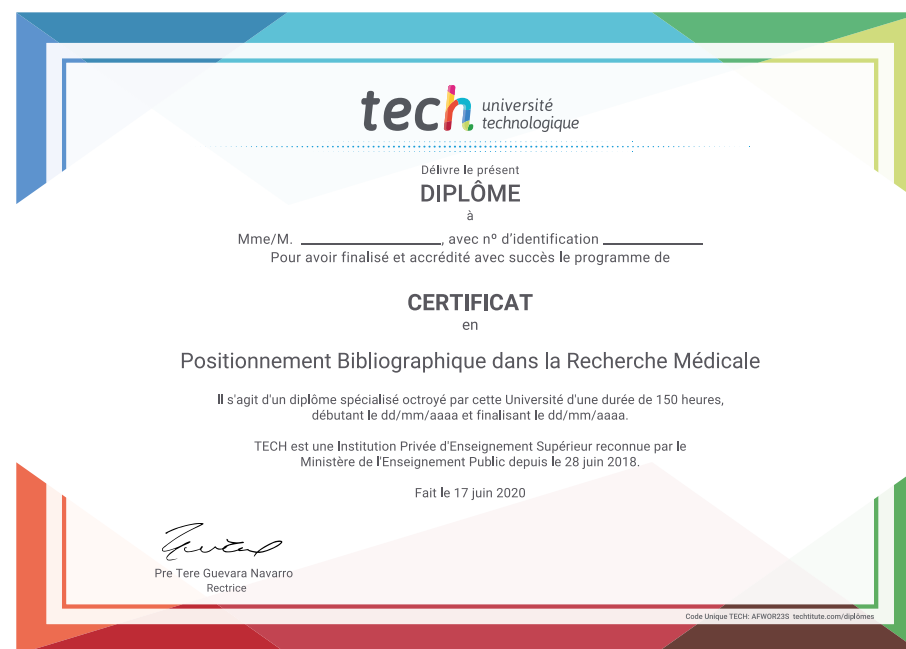 tech université
technologique
Délivre le présent
DIPLÔME
à
Mme/M. ____________________, avec nº d'identification ______________
Pour avoir finalisé et accrédité avec succès le programme de
CERTIFICAT
en
Positionnement Bibliographique dans la Recherche Médicale
Il s'agit d'un diplôme spécialisé octroyé par cette Université d'une durée de 150 heures,
débutant le dd/mm/aaaa et finalisant le dd/mm/aaaa.
TECH est une Institution Privée d'Enseignement Supérieur reconnue par le
Ministère de l'Enseignement Public depuis le 28 juin 2018.
Fait le 17 juin 2020
Pre Tere Guevara Navarro
Rectrice
Code Unique TECH: AFWOR23S techtitute.com/diplômes